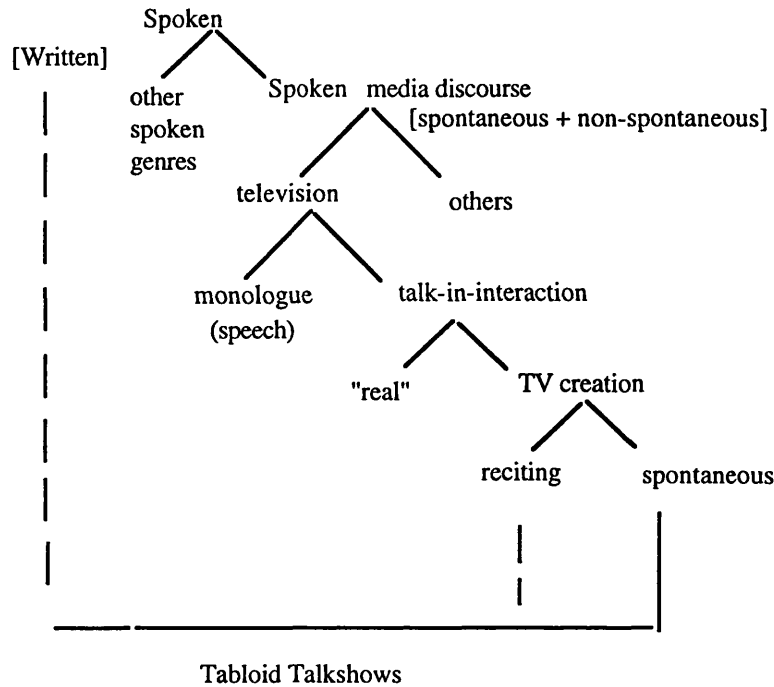 Spoken
[Written]
other
spoken
genres
Spoken media discourse
[spontaneous + non-spontaneous]
television
others
monologue
(speech)
talk-in-interaction
"real"
TV creation
reciting
spontaneous
Tabloid Talkshows